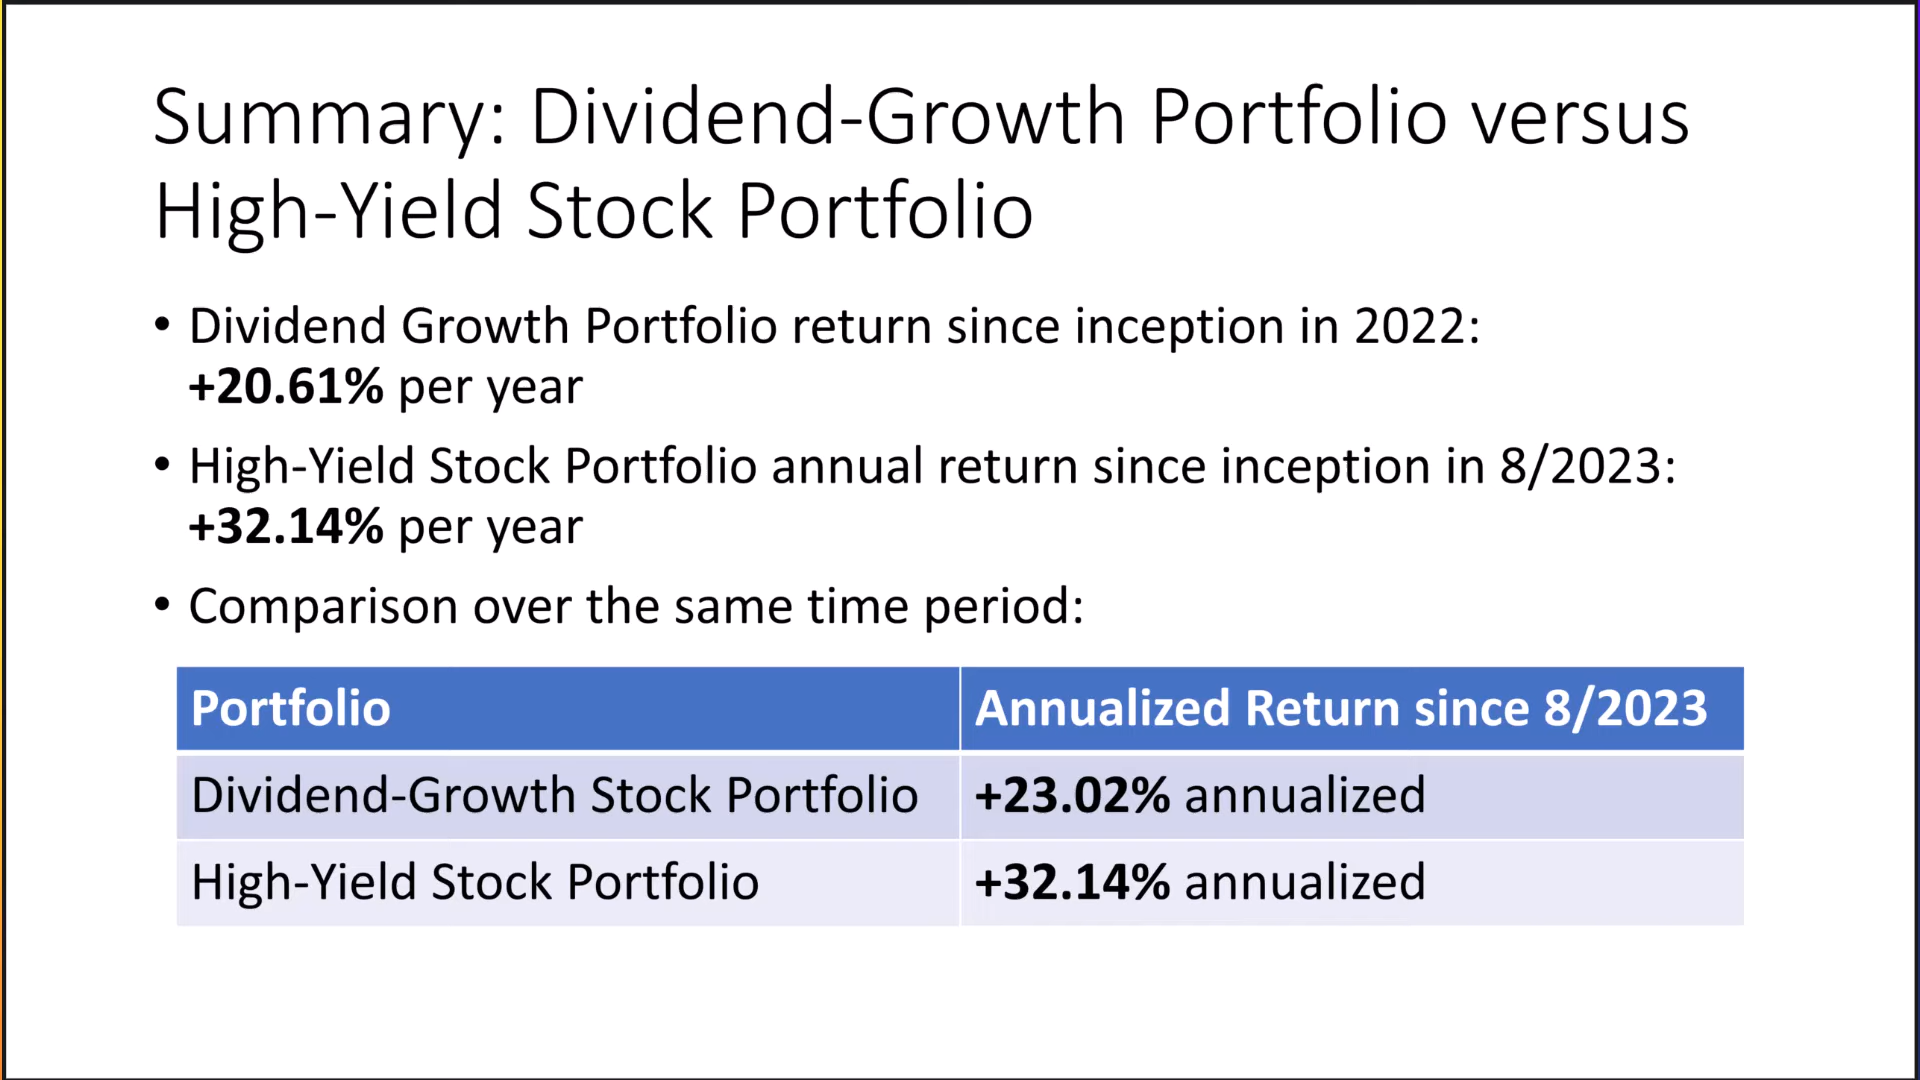 Summary: Dividend-Growth Portfolio versus
High-Yield Stock Portfolio
• Dividend Growth Portfolio return since inception in 2022:
+20.61% per year
• High-Yield Stock Portfolio annual return since inception in 8/2023:
+32.14% per year
• Comparison over the same time period:
Portfolio Annualized Return since 8/2023
Dividend-Growth Stock Portfolio +23.02% annualized
High-Yield Stock Portfolio +32.14% annualized